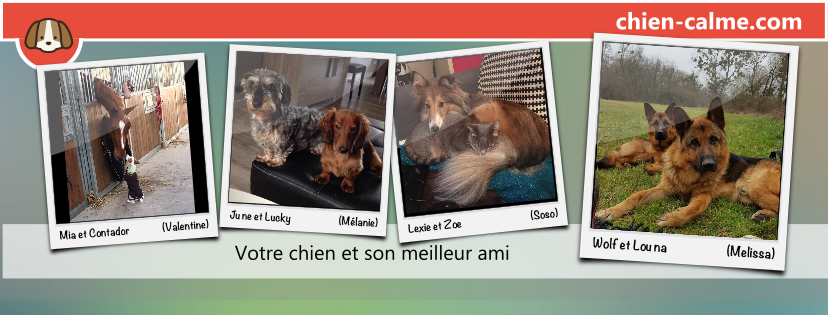 chien-calme.com
Mia et Contador (Valentine)
June et Lucky (Mélanie)
Lexie et Zoe (Soso)
Wolf et Louna (Melissa)
Votre chien et son meilleur ami